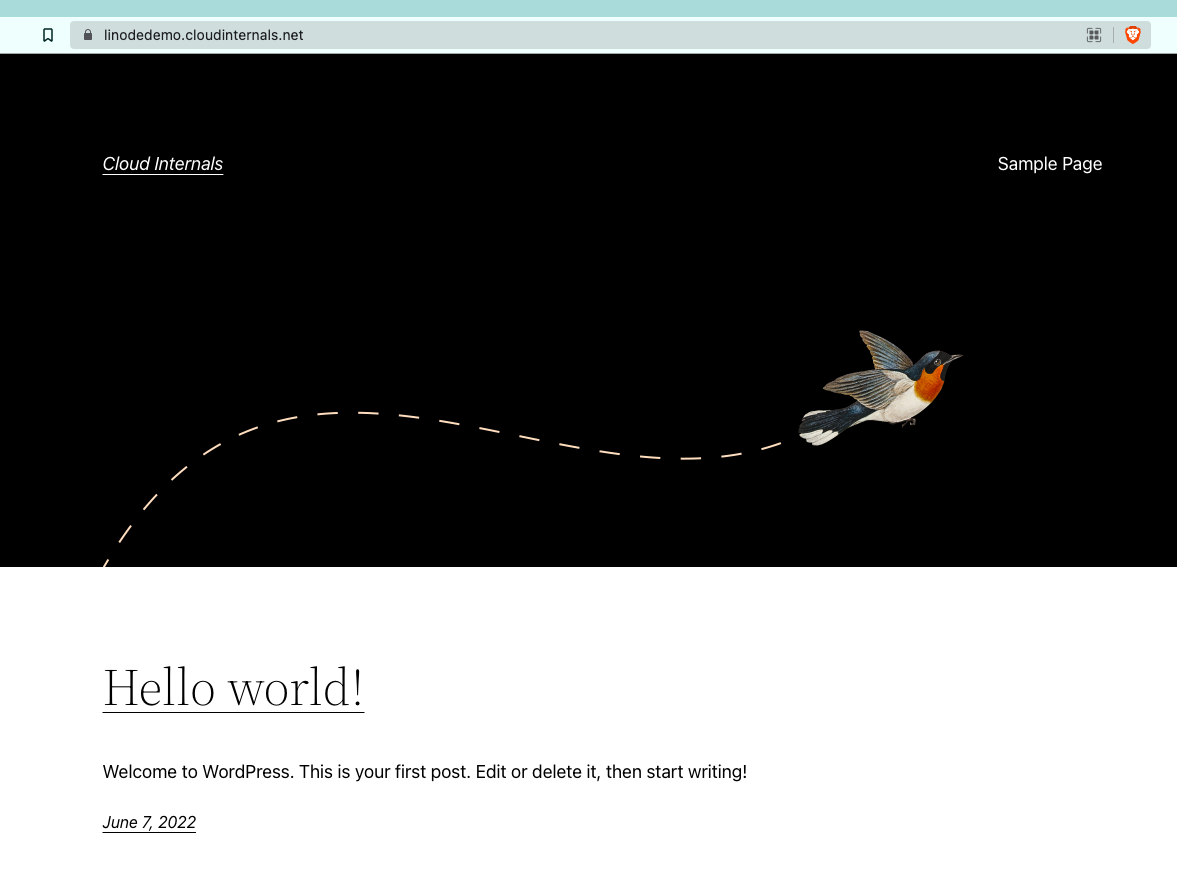 linodedemo.cloudinternals.net
Cloud Internals
Sample Page
Hello world!
Welcome to WordPress. This is your first post. Edit or delete it, then start writing!
June 7, 2022